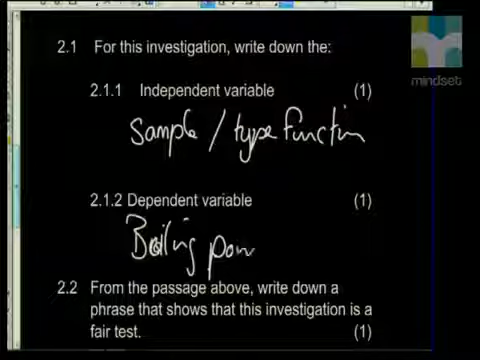 2.1 For this investigation, write down the:
mindset
2.1.1 Independent variable (1)
Sample / type Function
2.1.2 Dependent variable (1)
Boiling
2.2 From the passage above, write down a
phrase that shows that this investigation is a
fair test. (1)